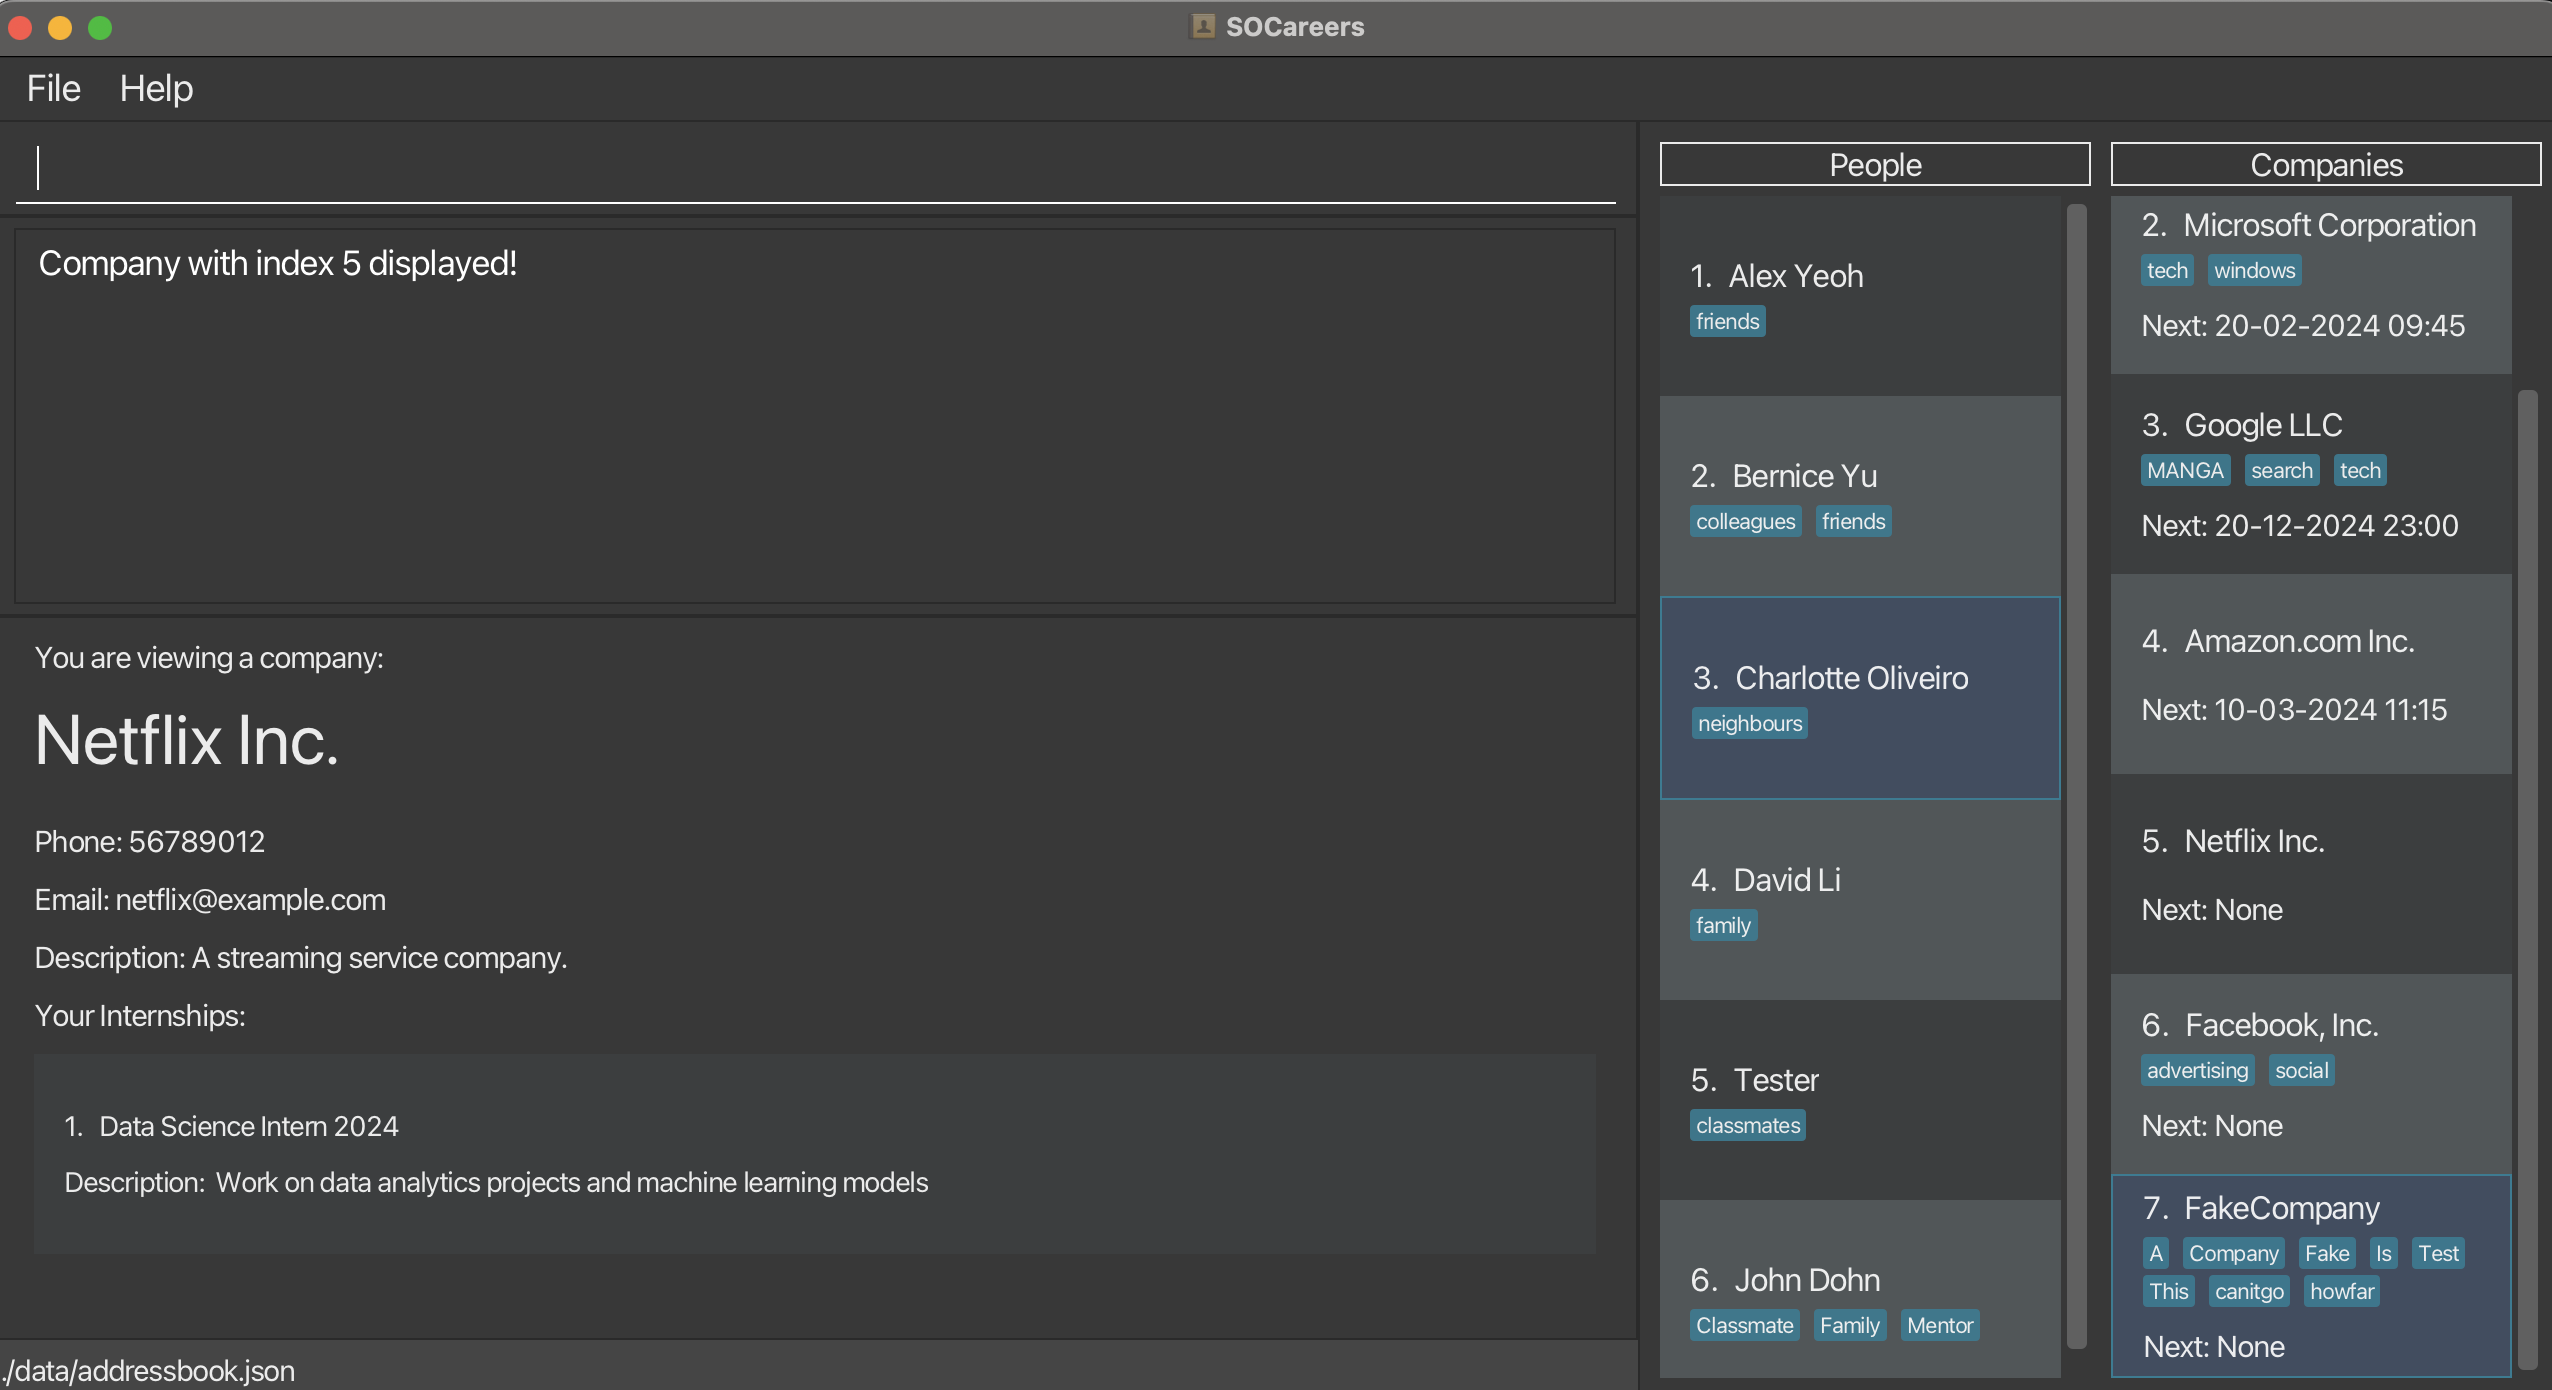 SOCareers
File Help
Company with index 5 displayed!
You are viewing a company:
Netflix Inc.
Phone: 56789012
Email: netflix@example.com
Description: A streaming service company.
Your Internships:
1. Data Science Intern 2024
Description: Work on data analytics projects and machine learning models
./data/addressbook.json
People
1. Alex Yeoh
friends
2. Bernice Yu
colleagues friends
3. Charlotte Oliveiro
neighbours
4. David Li
family
5. Tester
classmates
6. John Dohn
Classmate Family Mentor
Companies
2. Microsoft Corporation
tech windows
Next: 20-02-2024 09:45
3. Google LLC
MANGA search tech
Next: 20-12-2024 23:00
4. Amazon.com Inc.
Next: 10-03-2024 11:15
5. Netflix Inc.
Next: None
6. Facebook, Inc.
advertising social
Next: None
7. FakeCompany
A Company Fake Is Test
This canitgo howfar
Next: None